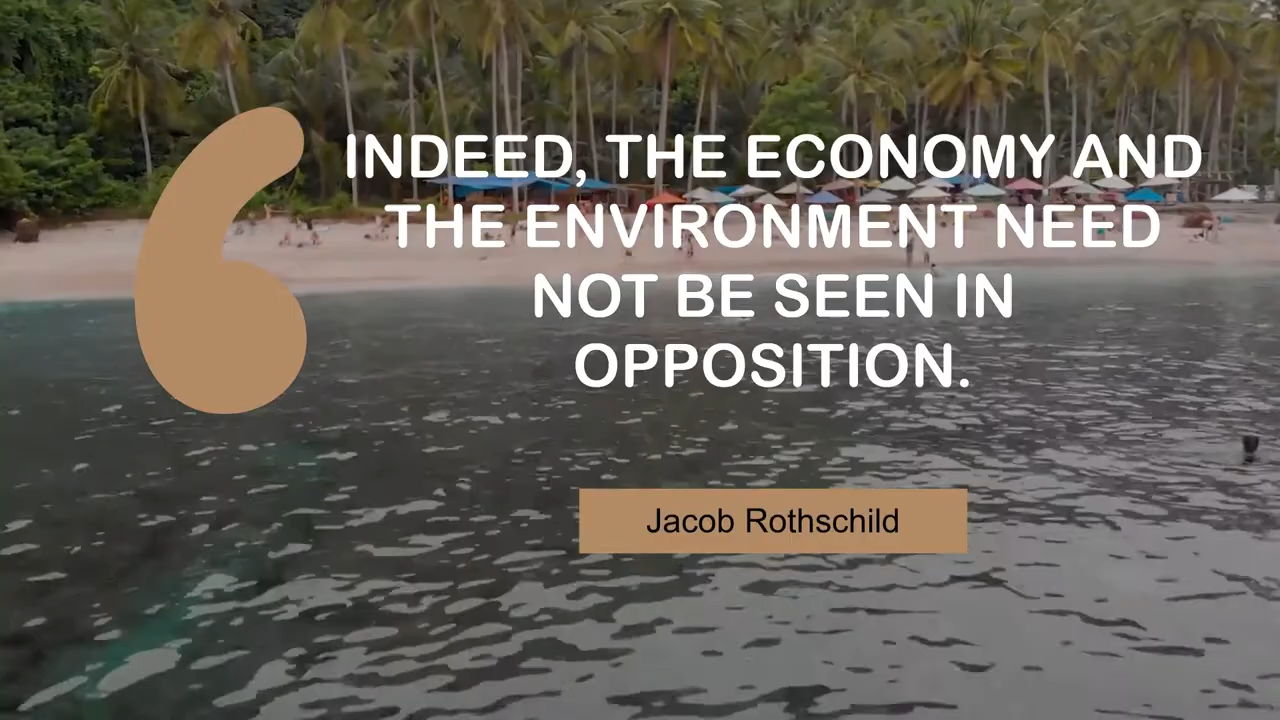 INDEED, THE ECONOMY AND
THE ENVIRONMENT NEED
NOT BE SEEN IN
OPPOSITION.
Jacob Rothschild